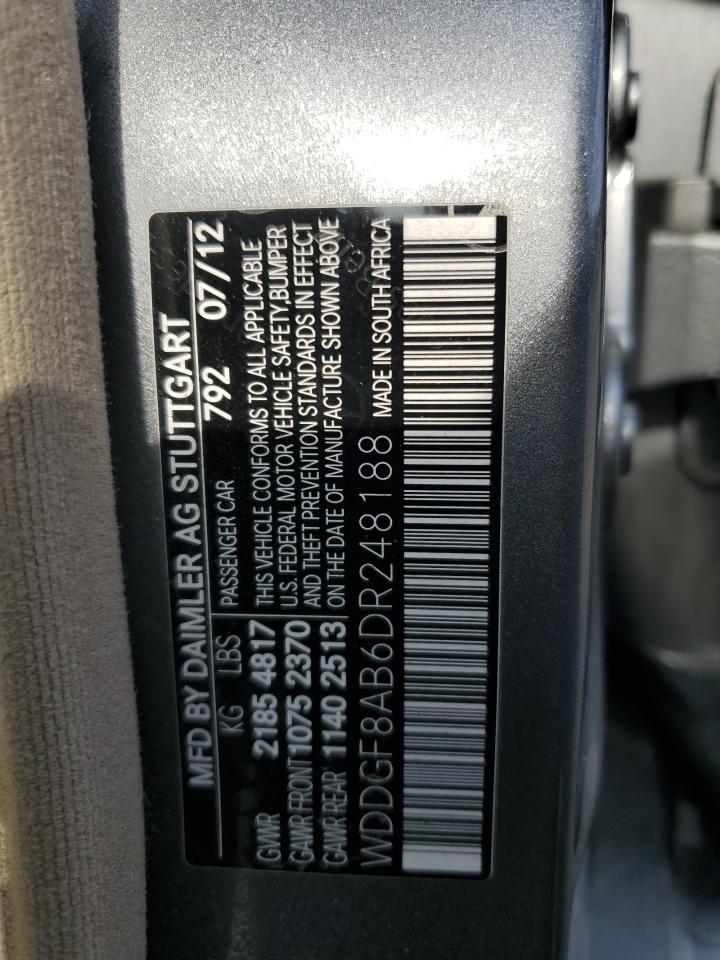 MFD BY DAIMLER AG STUTTGART
KG LBS PASSENGER CAR 792 07/12
GVWR 2185 4817 THIS VEHICLE CONFORMS TO ALL APPLICABLE
GAWR FRONT 1075 2370 U.S. FEDERAL MOTOR VEHICLE SAFETY, BUMPER
GAWR REAR 1140 2513 AND THEFT PREVENTION STANDARDS IN EFFECT
ON THE DATE OF MANUFACTURE SHOWN ABOVE
WDDGF8AB6DR248188 MADE IN SOUTH AFRICA